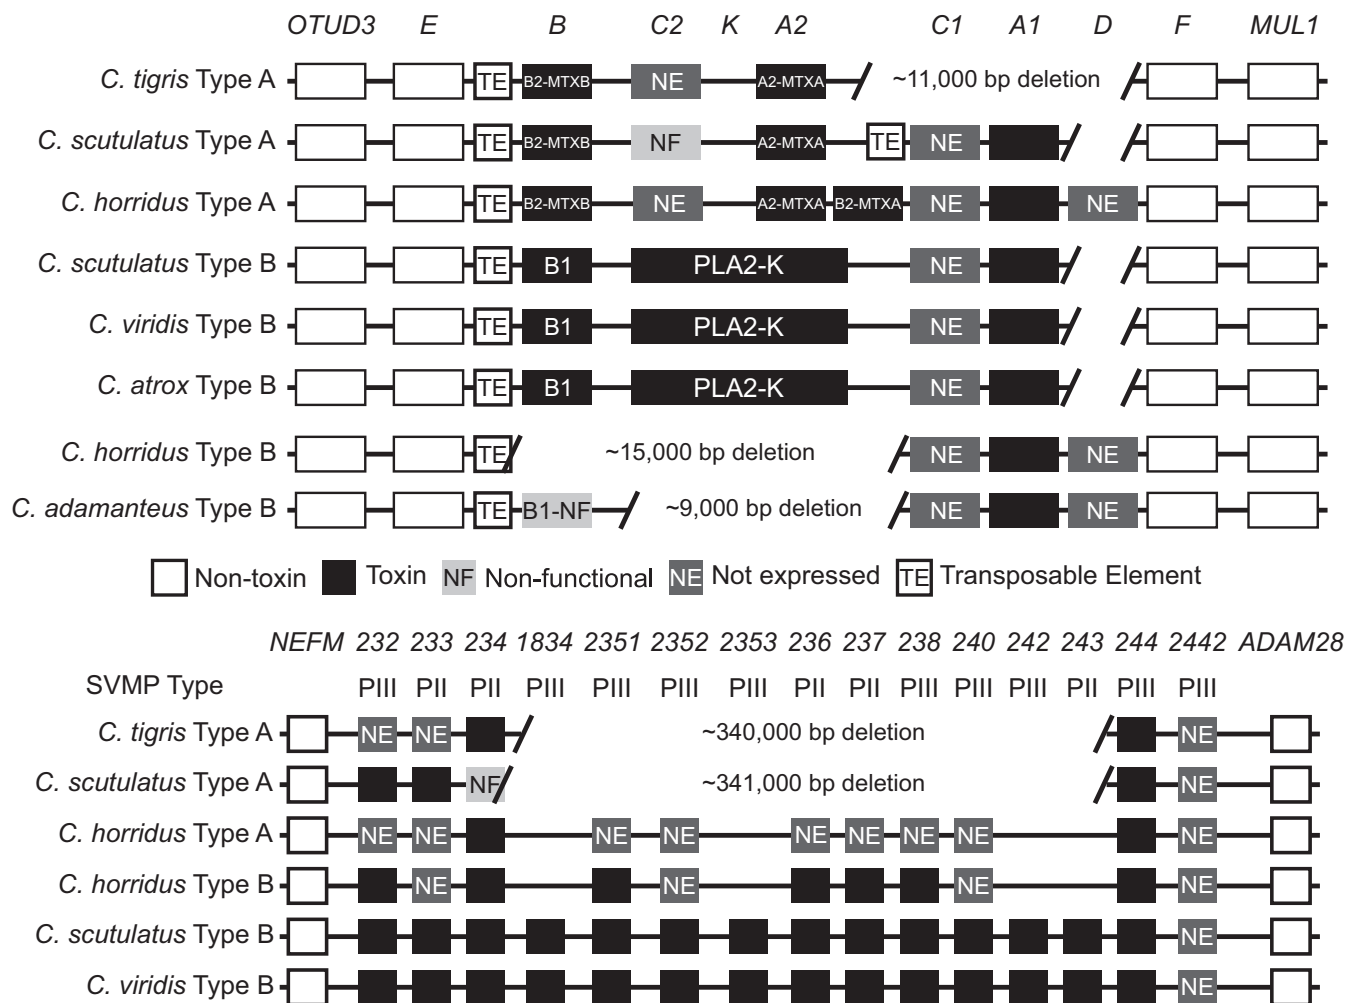 OTUD3 E B C2 K A2 C1 A1 D F MUL1
C. tigris Type A TE B2-MTXB NE A2-MTXA ~11,000 bp deletion
C. scutulatus Type A TE B2-MTXB NF A2-MTXA TE NE
C. horridus Type A TE B2-MTXB NE A2-MTXA B2-MTXA NE NE
C. scutulatus Type B TE B1 PLA2-K NE
C. viridis Type B TE B1 PLA2-K NE
C. atrox Type B TE B1 PLA2-K NE
C. horridus Type B TE ~15,000 bp deletion NE NE
C. adamanteus Type B TE B1-NF ~9,000 bp deletion NE NE
Non-toxin Toxin NF Non-functional NE Not expressed TE Transposable Element
NEFM 232 233 234 1834 2351 2352 2353 236 237 238 240 242 243 244 2442 ADAM28
SVMP Type PIII PII PII PIII PIII PIII PIII PII PII PIII PIII PIII PII PIII PIII
C. tigris Type A NE NE ~340,000 bp deletion NE
C. scutulatus Type A NF ~341,000 bp deletion NE
C. horridus Type A NE NE NE NE NE NE NE NE NE
C. horridus Type B NE NE NE NE
C. scutulatus Type B NE
C. viridis Type B NE